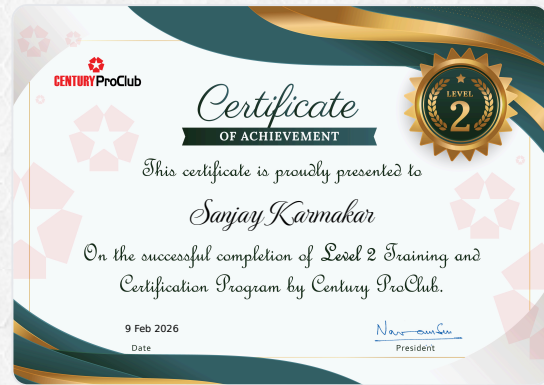 CENTURY ProClub
Certificate
OF ACHIEVEMENT
LEVEL
2
This certificate is proudly presented to
Sanjay Karmakar
On the successful completion of Level 2 Training and
Certification Program by Century ProClub.
9 Feb 2026
Date
President